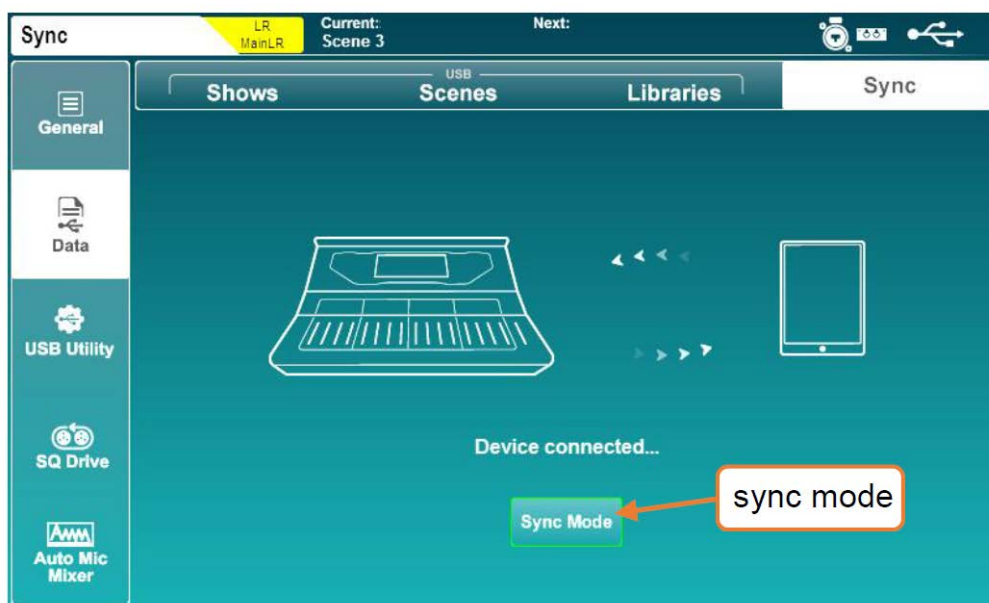 Sync
LR
MainLR
Current:
Scene 3
Next:
General
Data
USB Utility
SQ Drive
Auto Mic
Mixer
USB
Shows
Scenes
Libraries
Sync
Device connected...
Sync Mode
sync mode